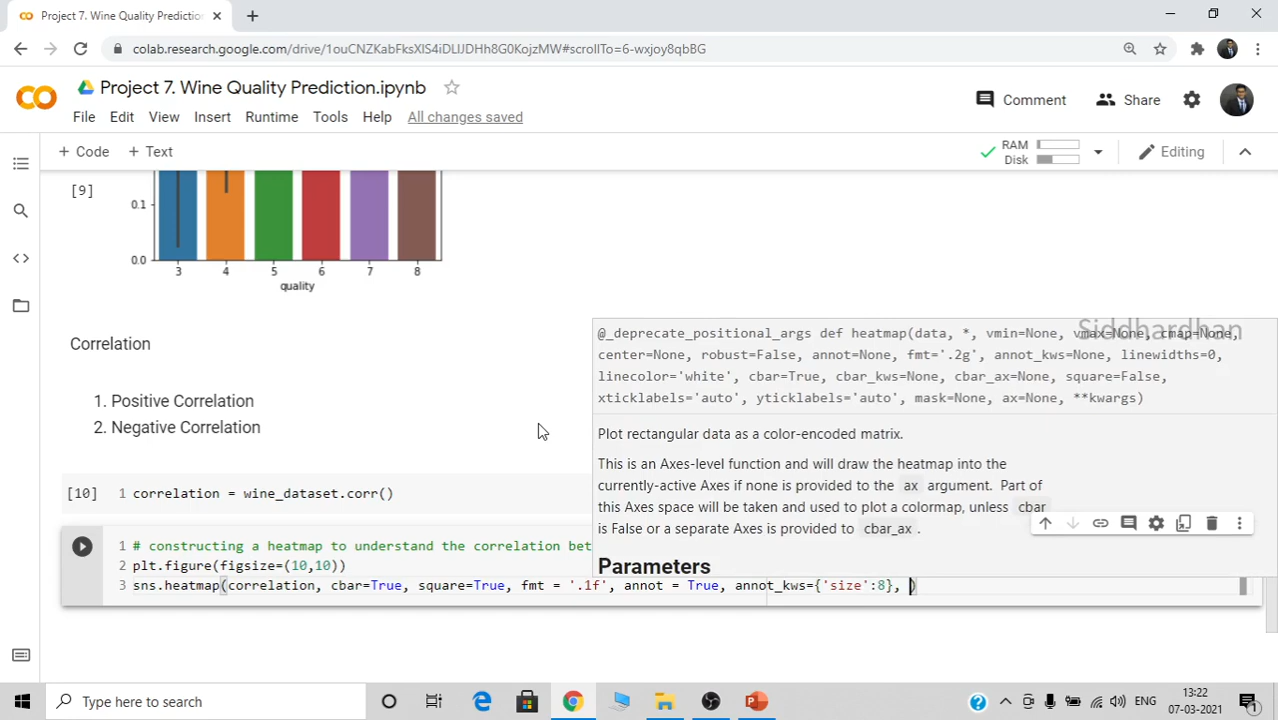 Project 7. Wine Quality Prediction
colab.research.google.com/drive/1ouCNZKabFksXIS4iDLIJDHh8G0KojzMW#scrollTo=6-wxjoy8qbBG
Project 7. Wine Quality Prediction.ipynb
Comment
Share
File Edit View Insert Runtime Tools Help All changes saved
+ Code + Text
RAM
Disk
Editing
[9]
0.1
0.0
3 4 5 6 7 8
quality
Correlation
Siddhardhan
1. Positive Correlation
2. Negative Correlation
@_deprecate_positional_args def heatmap(data, *, vmin=None, vmax=None, cmap=None,
center=None, robust=False, annot=None, fmt='.2g', annot_kws=None, linewidths=0,
linecolor='white', cbar=True, cbar_kws=None, cbar_ax=None, square=False,
xticklabels='auto', yticklabels='auto', mask=None, ax=None, **kwargs)
Plot rectangular data as a color-encoded matrix.
This is an Axes-level function and will draw the heatmap into the
currently-active Axes if none is provided to the ax argument. Part of
this Axes space will be taken and used to plot a colormap, unless cbar
is False or a separate Axes is provided to cbar_ax.
Parameters
[10]
1 correlation = wine_dataset.corr()
1 # constructing a heatmap to understand the correlation bet
2 plt.figure(figsize=(10,10))
3 sns.heatmap(correlation, cbar=True, square=True, fmt = '.1f', annot = True, annot_kws={'size':8}, )
Type here to search
ENG
13:22
07-03-2021
1